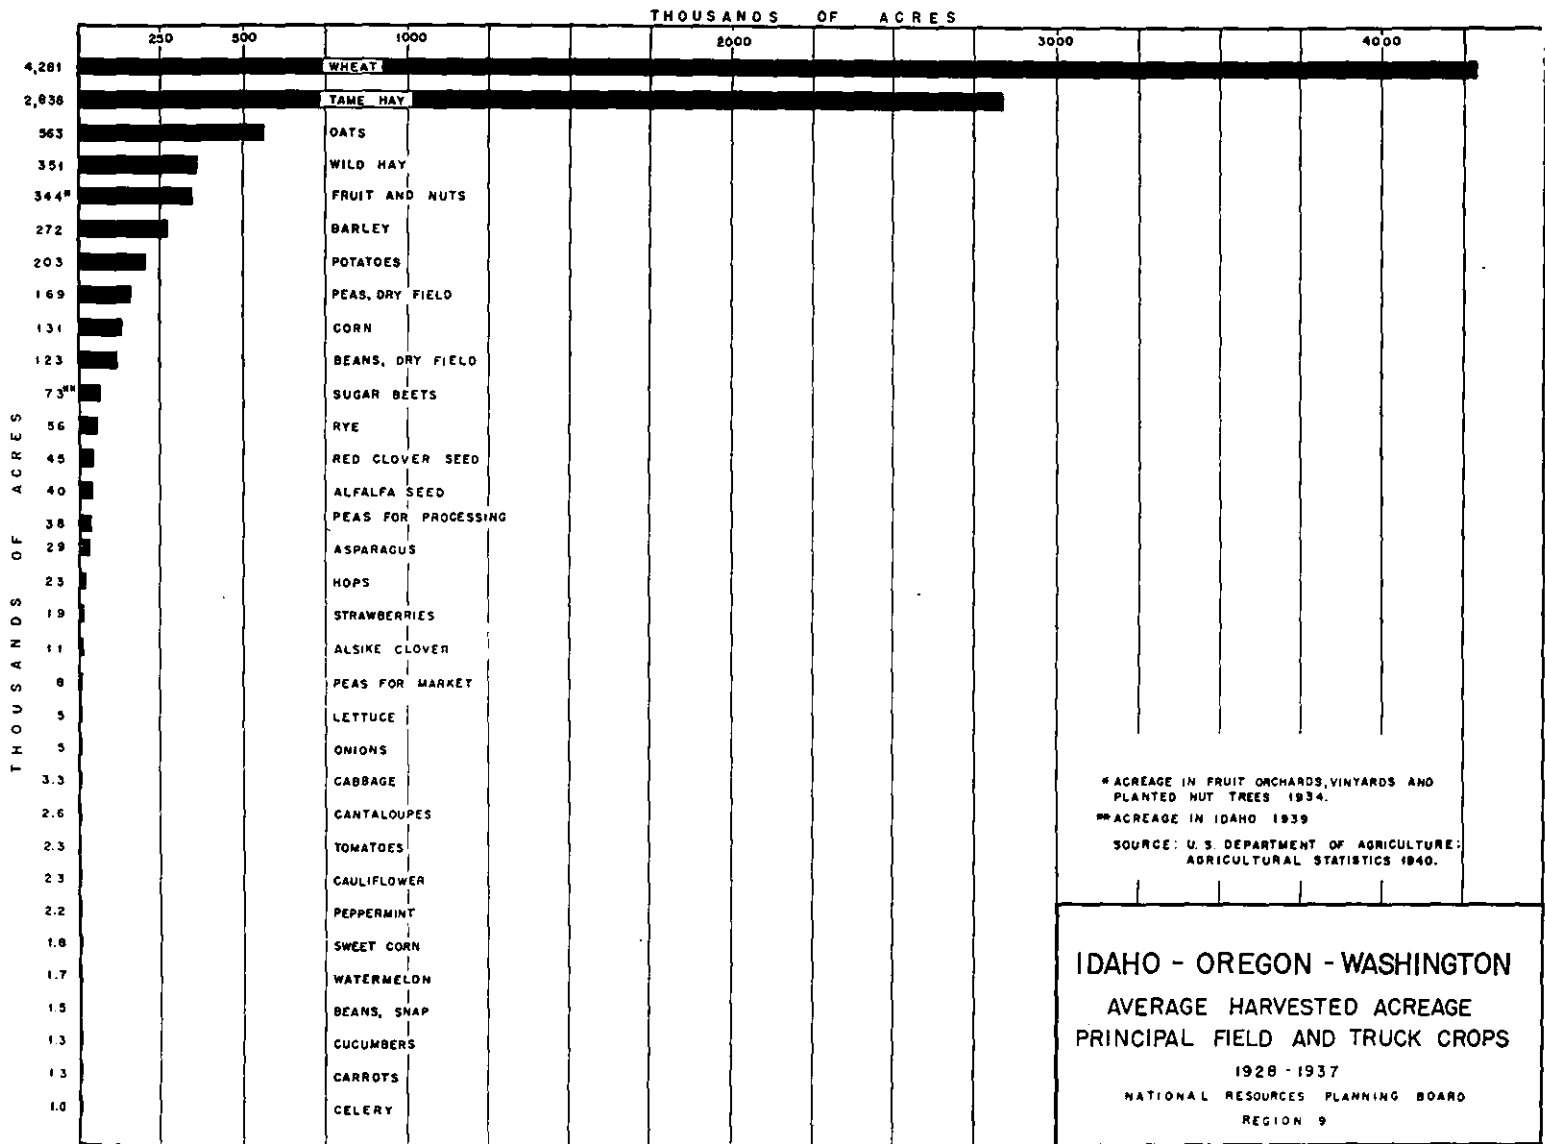 THOUSANDS OF ACRES
250 500 1000 2000 3000 4000
4,281 WHEAT
2,838 TAME HAY
563 OATS
351 WILD HAY
344* FRUIT AND NUTS
272 BARLEY
203 POTATOES
169 PEAS, DRY FIELD
131 CORN
123 BEANS, DRY FIELD
73** SUGAR BEETS
56 RYE
45 RED CLOVER SEED
40 ALFALFA SEED
38 PEAS FOR PROCESSING
29 ASPARAGUS
23 HOPS
19 STRAWBERRIES
11 ALSIKE CLOVER
8 PEAS FOR MARKET
5 LETTUCE
5 ONIONS
3.3 CABBAGE
2.6 CANTALOUPES
2.3 TOMATOES
2.3 CAULIFLOWER
2.2 PEPPERMINT
1.8 SWEET CORN
1.7 WATERMELON
1.5 BEANS, SNAP
1.3 CUCUMBERS
1.3 CARROTS
1.0 CELERY
THOUSANDS OF ACRES
* ACREAGE IN FRUIT ORCHARDS, VINYARDS AND
PLANTED NUT TREES 1934.
** ACREAGE IN IDAHO 1939
SOURCE: U. S. DEPARTMENT OF AGRICULTURE:
AGRICULTURAL STATISTICS 1940.
IDAHO - OREGON - WASHINGTON
AVERAGE HARVESTED ACREAGE
PRINCIPAL FIELD AND TRUCK CROPS
1928 - 1937
NATIONAL RESOURCES PLANNING BOARD
REGION 9